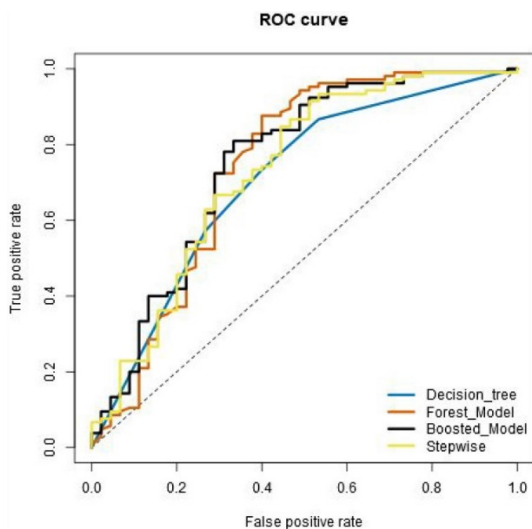 ROC curve
True positive rate
1.0
0.8
0.6
0.4
0.2
0.0
Decision_tree
Forest_Model
Boosted_Model
Stepwise
0.0 0.2 0.4 0.6 0.8 1.0
False positive rate